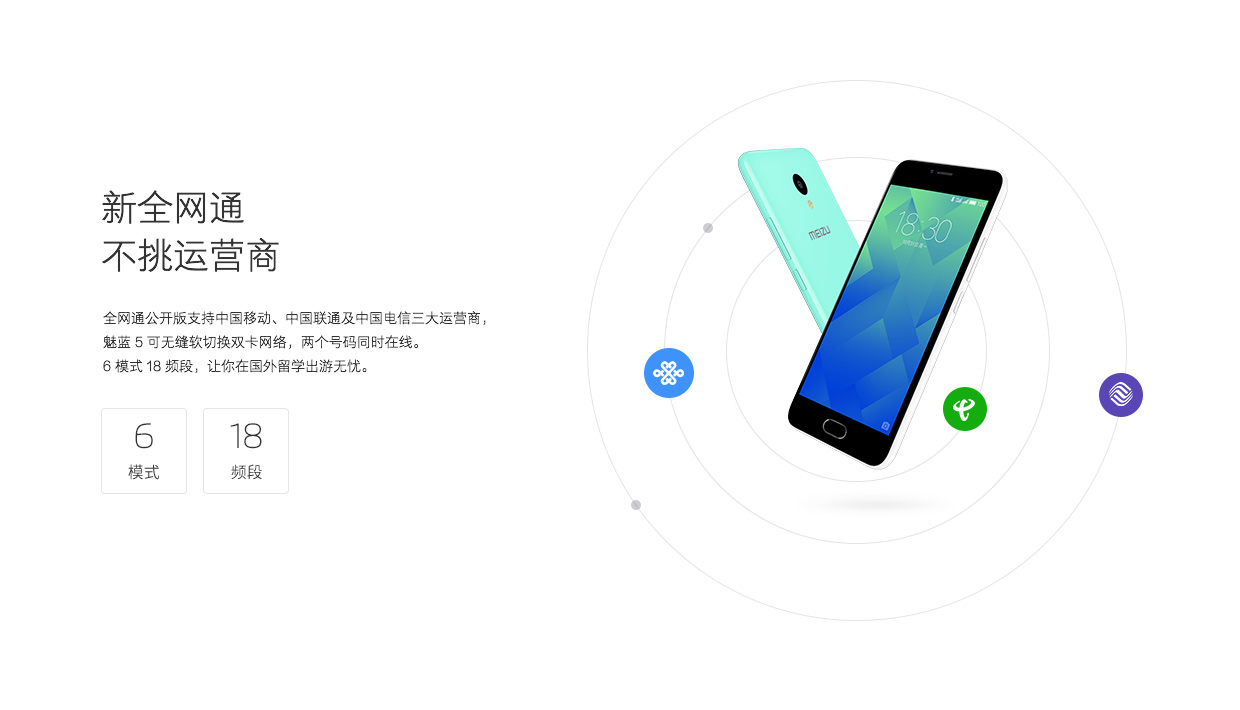 新全网通
不挑运营商
全网通公开版支持中国移动、中国联通及中国电信三大运营商，
魅蓝 5 可无缝软切换双卡网络，两个号码同时在线。
6 模式 18 频段，让你在国外留学出游无忧。
6
模式
18
频段
MEIZU
18:30